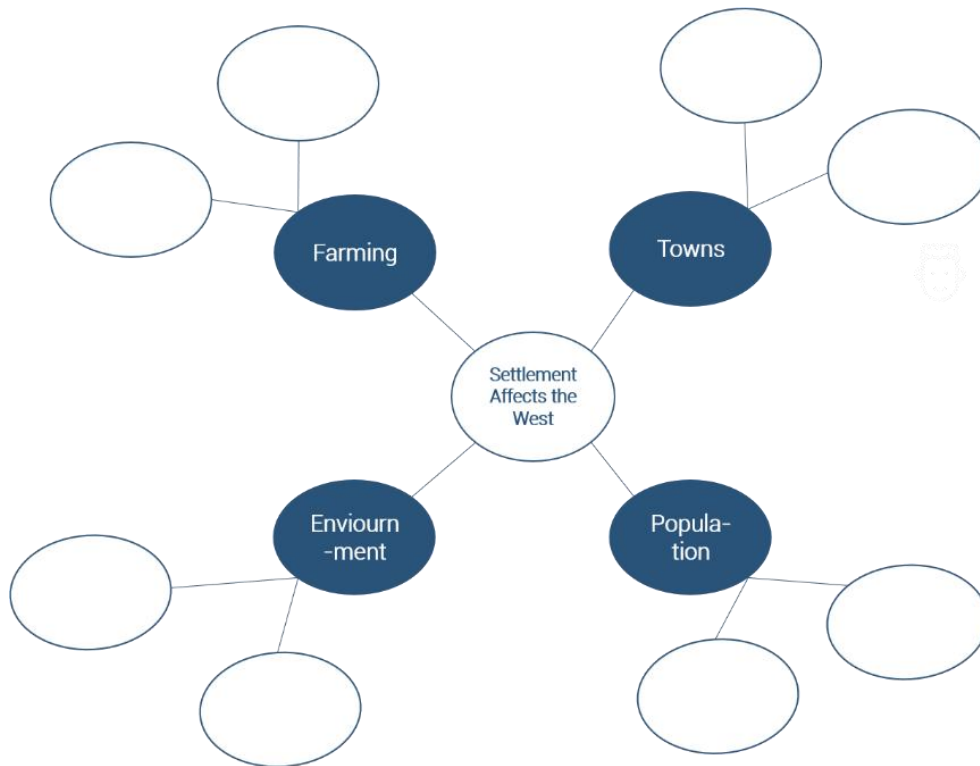 Farming
Towns
Settlement
Affects the
West
Enviourn
-ment
Popula-
tion